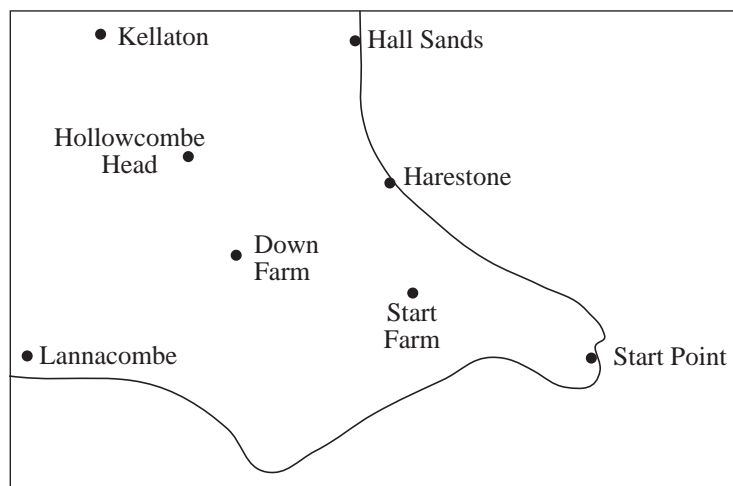 Kellaton
Hall Sands
Hollowcombe
Head
Harestone
Down
Farm
Start
Farm
Lannacombe
Start Point